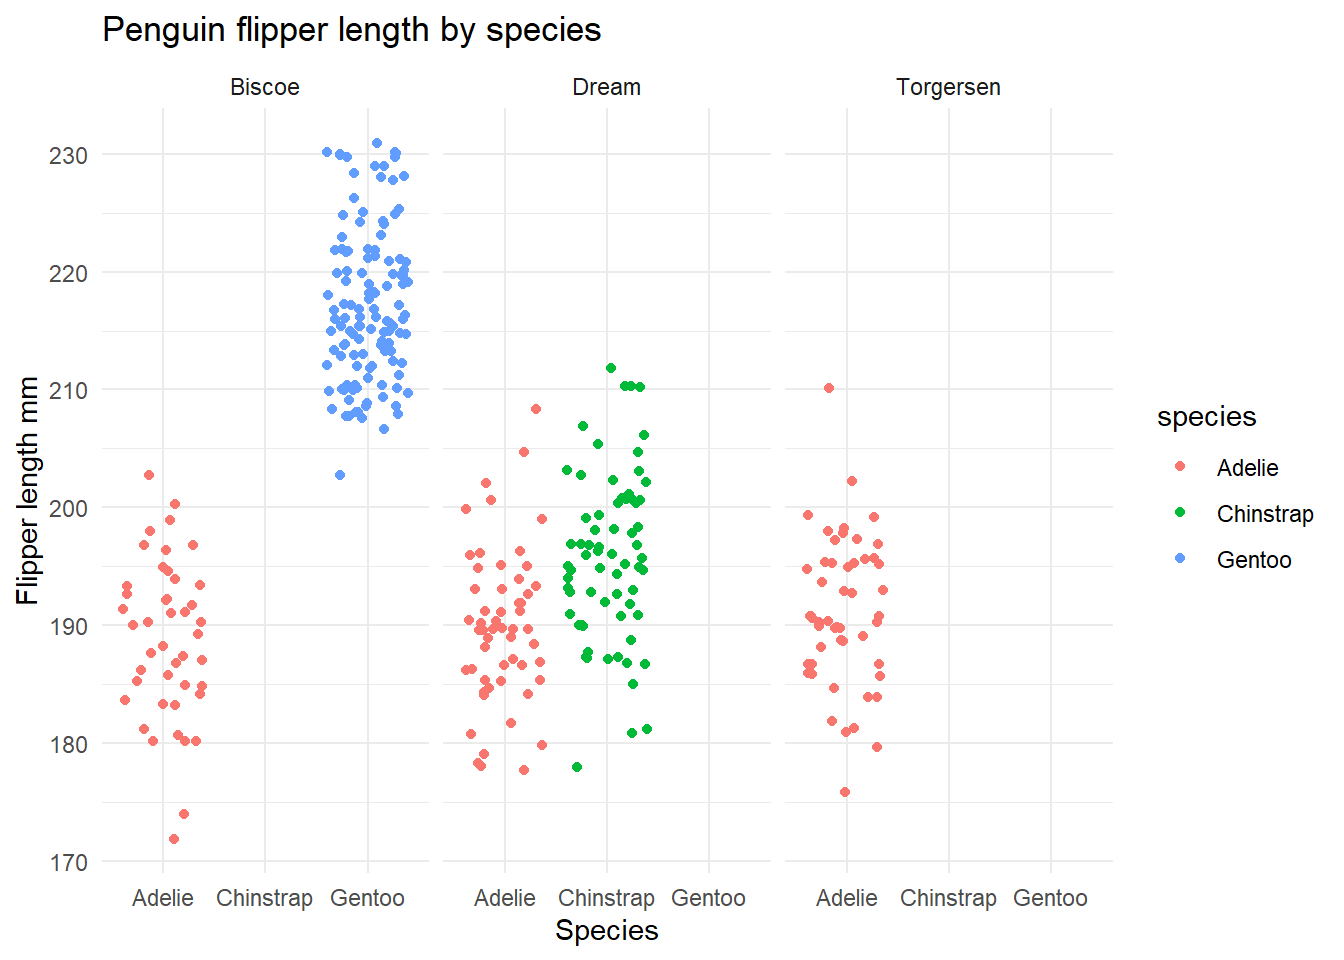 Penguin flipper length by species
Biscoe Dream Torgersen
230
220
210
200
190
180
170
Flipper length mm
Adelie Chinstrap Gentoo Adelie Chinstrap Gentoo Adelie Chinstrap Gentoo
Species
species
Adelie
Chinstrap
Gentoo